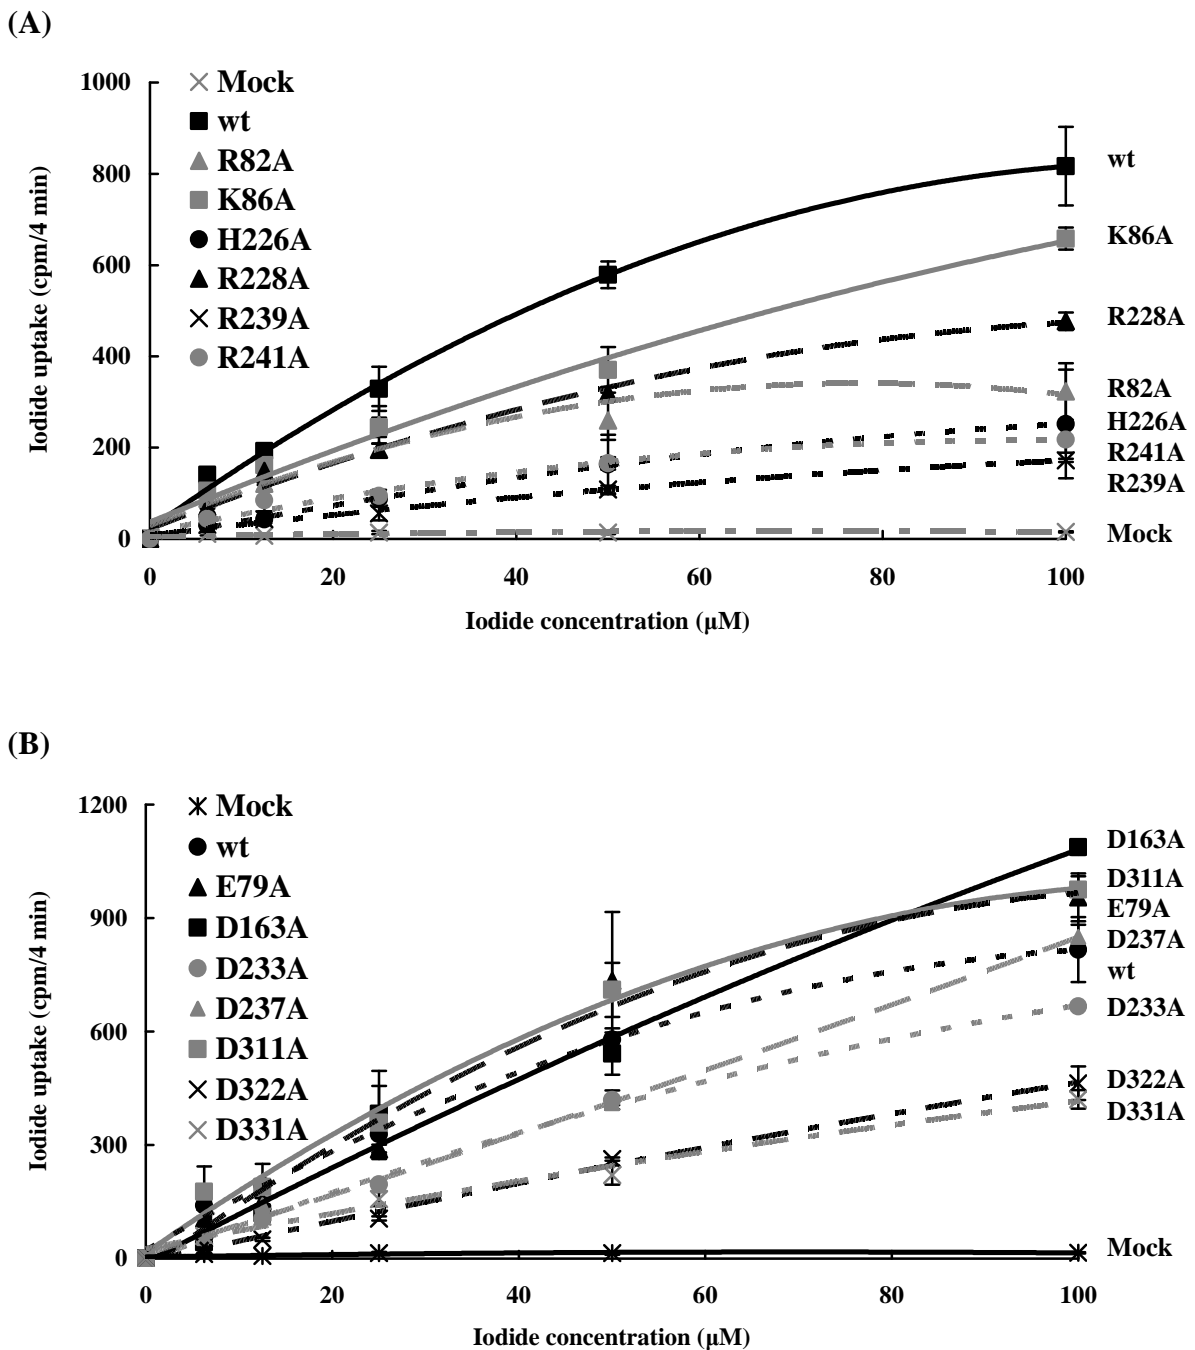 (A)
1000
800
600
400
200
0
Iodide uptake (cpm/4 min)
Mock
wt
R82A
K86A
H226A
R228A
R239A
R241A
wt
K86A
R228A
R82A
H226A
R241A
R239A
Mock
0 20 40 60 80 100
Iodide concentration (μM)
(B)
1200
900
600
300
0
Iodide uptake (cpm/4 min)
Mock
wt
E79A
D163A
D233A
D237A
D311A
D322A
D331A
D163A
D311A
E79A
D237A
wt
D233A
D322A
D331A
Mock
0 20 40 60 80 100
Iodide concentration (μM)